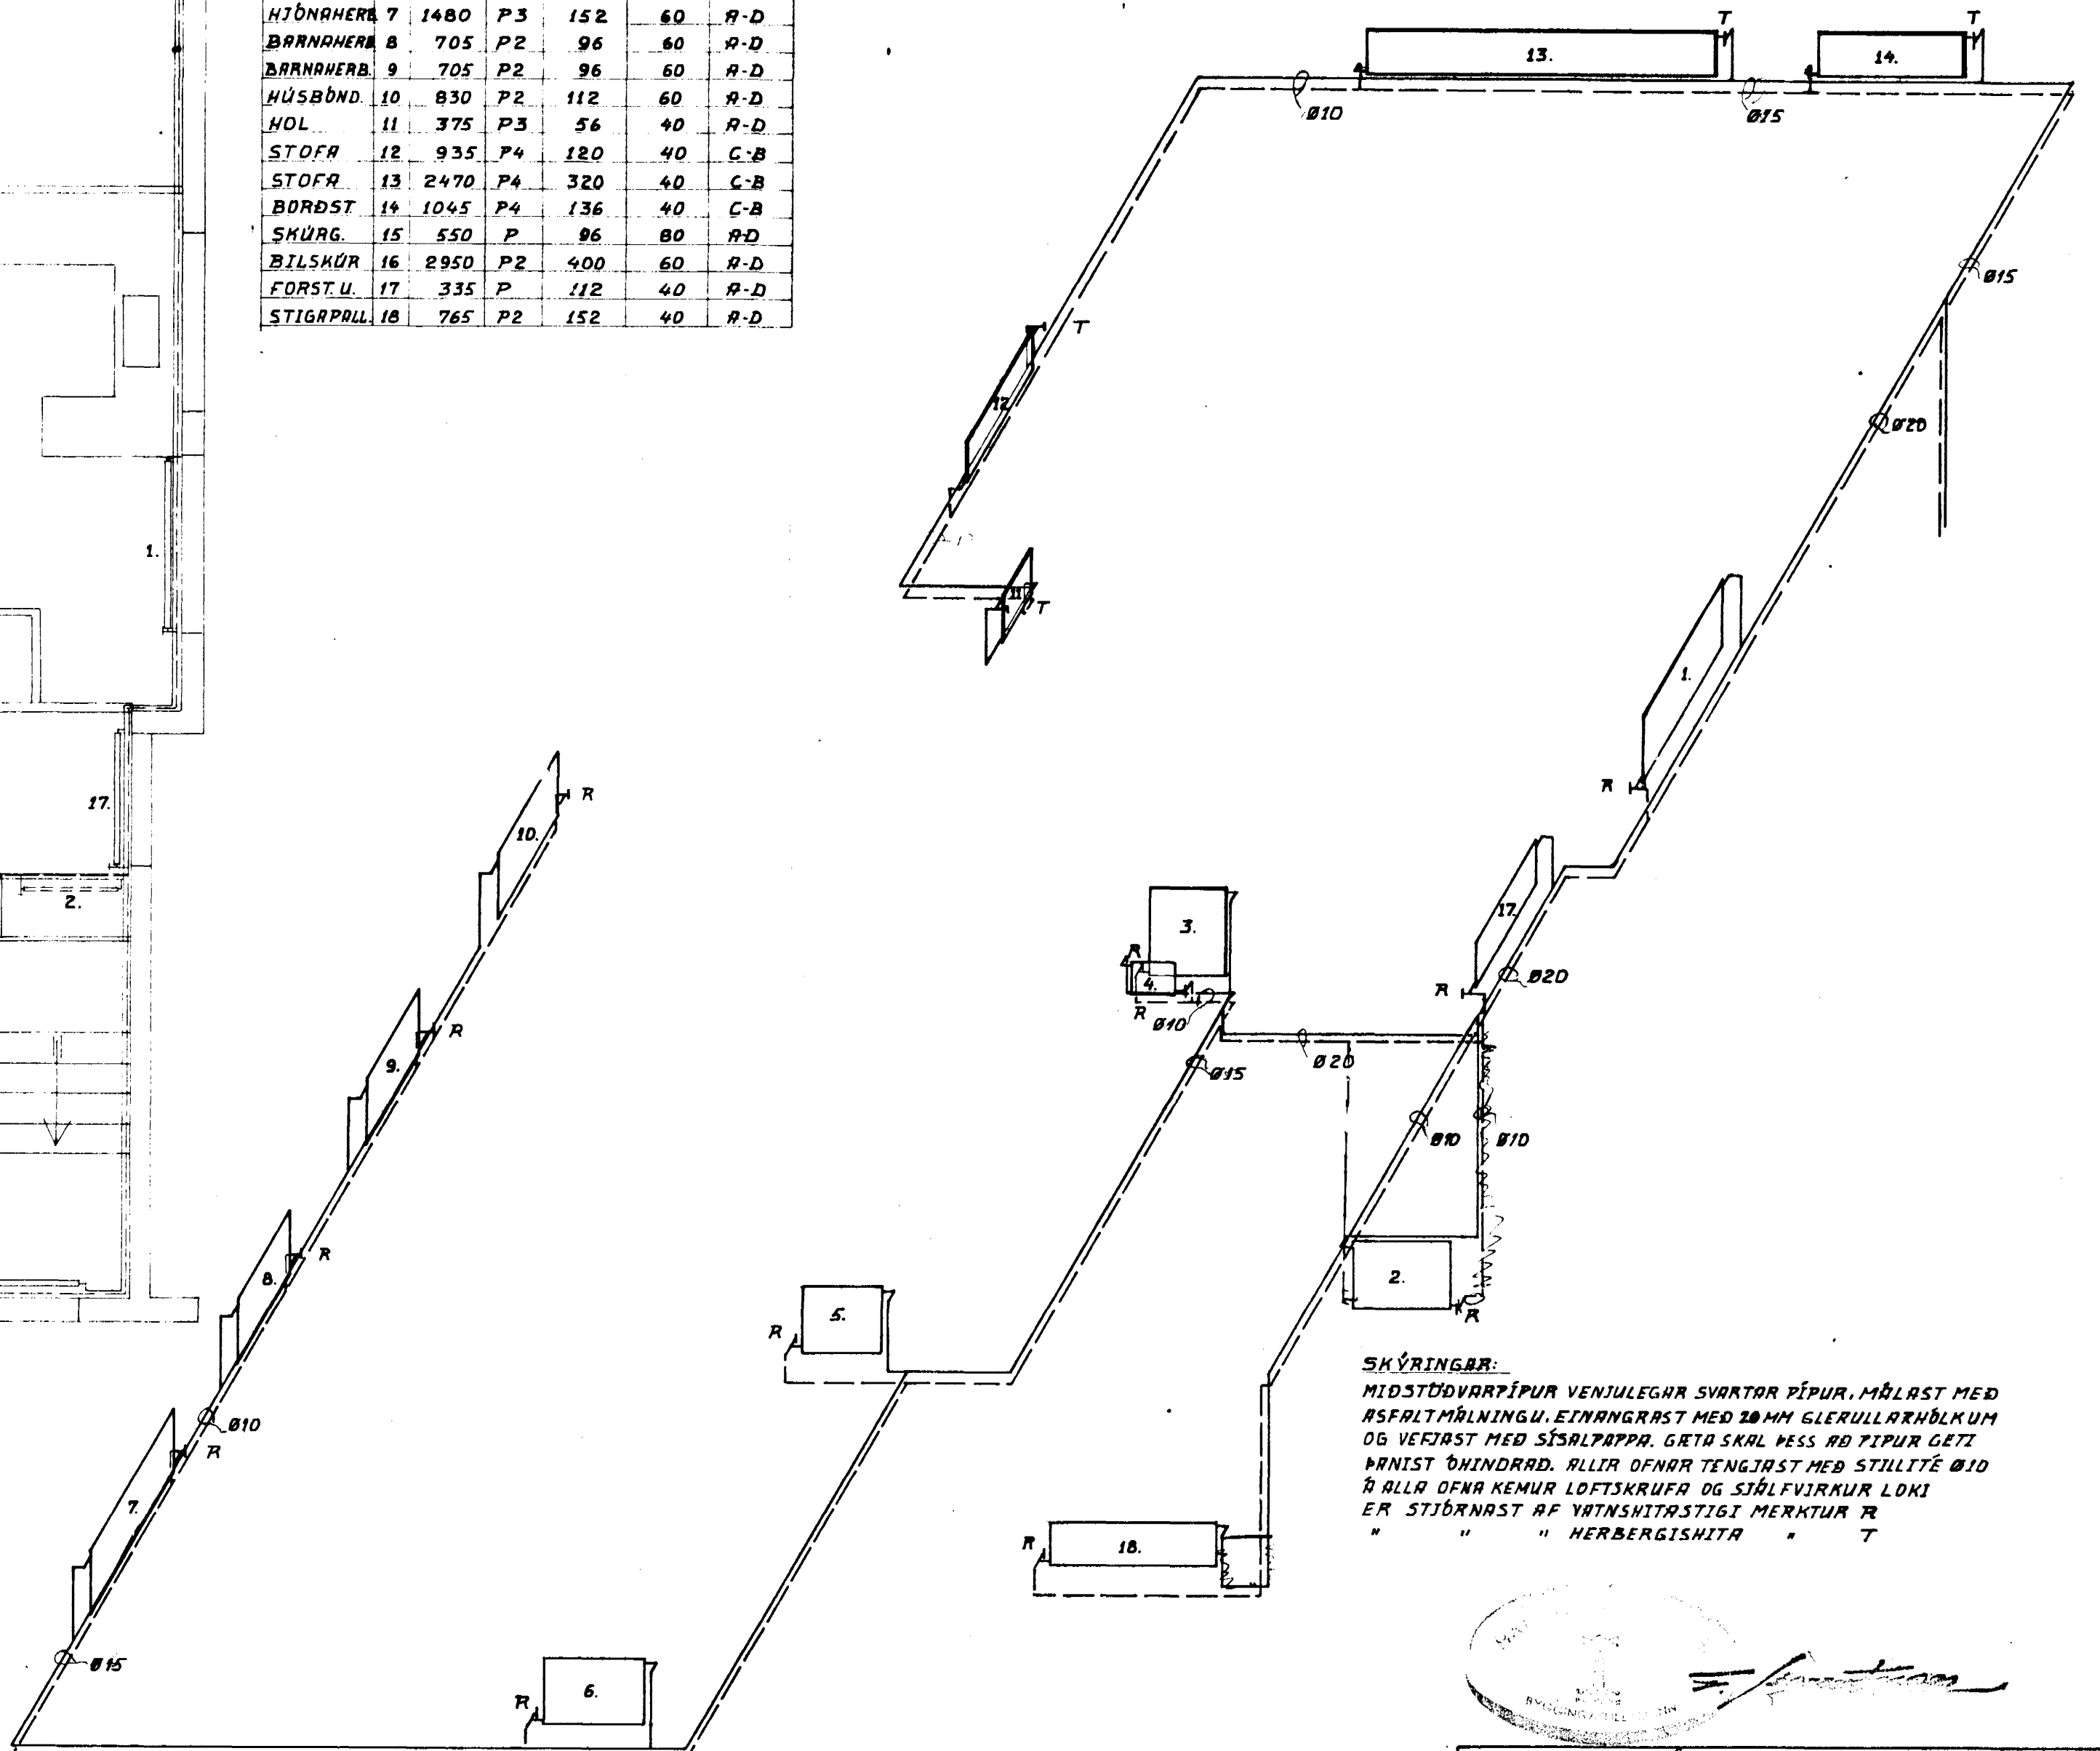 HJÓNAHERB. 7 1480 P3 152 60 A-D
BARNAHERB. 8 705 P2 96 60 A-D
BARNAHERB. 9 705 P2 96 60 A-D
HÚSBÓND. 10 830 P2 112 60 A-D
HOL 11 375 P3 56 40 A-D
STOFA 12 935 P4 120 40 C-B
STOFA 13 2470 P4 320 40 C-B
BORÐST. 14 1045 P4 136 40 C-B
SKÚRG. 15 550 P 96 80 A-D
BILSKÚR 16 2950 P2 400 60 A-D
FORST.U. 17 335 P 112 40 A-D
STIGAPALL. 18 765 P2 152 40 A-D
T
T
13.
14.
Ø10
Ø15
Ø15
T
12
Ø20
1.
11
T
1.
R
17.
10.
R
2.
17.
3.
R
4.
R
Ø20
R
Ø10
R
9.
Ø20
Ø15
Ø10
Ø10
R
8.
2.
R
5.
R
Ø10
R
7.
18.
R
Ø15
6.
R
SKÝRINGAR:
MIÐSTÖÐVARPÍPUR VENJULEGAR SVARTAR PÍPUR, MÁLAST MEÐ
ASFALTMÁLNINGU. EINANGRAST MEÐ 20 MM GLERULLARHÓLKUM
OG VEFJAST MEÐ SÍSALPAPPA. GÆTA SKAL ÞESS AÐ PIPUR GETI
ÞANIST ÓHINDRAÐ. ALLIR OFNAR TENGJAST MEÐ STILLITÉ Ø10
Á ALLA OFNA KEMUR LOFTSKRUFA OG SJÁLFVIRKUR LOKI
ER STJÓRNAST AF VATNSHITASTIGI MERKTUR R
" " " HERBERGISHITA " T